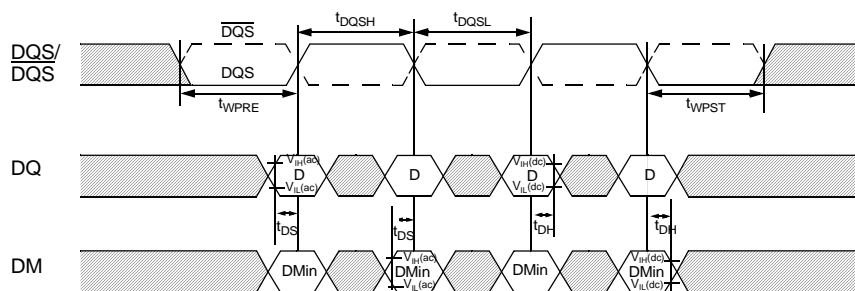 tDQSH tDQSL
DQS
DQS/
DQS
DQS
tWPRE tWPST
VIH(ac) VIH(dc)
DQ D D D D
VIL(ac) VIL(dc)
tDS tDS tDH tDH
VIH(ac) VIH(dc)
DM DMin DMin DMin DMin
VIL(ac) VIL(dc)